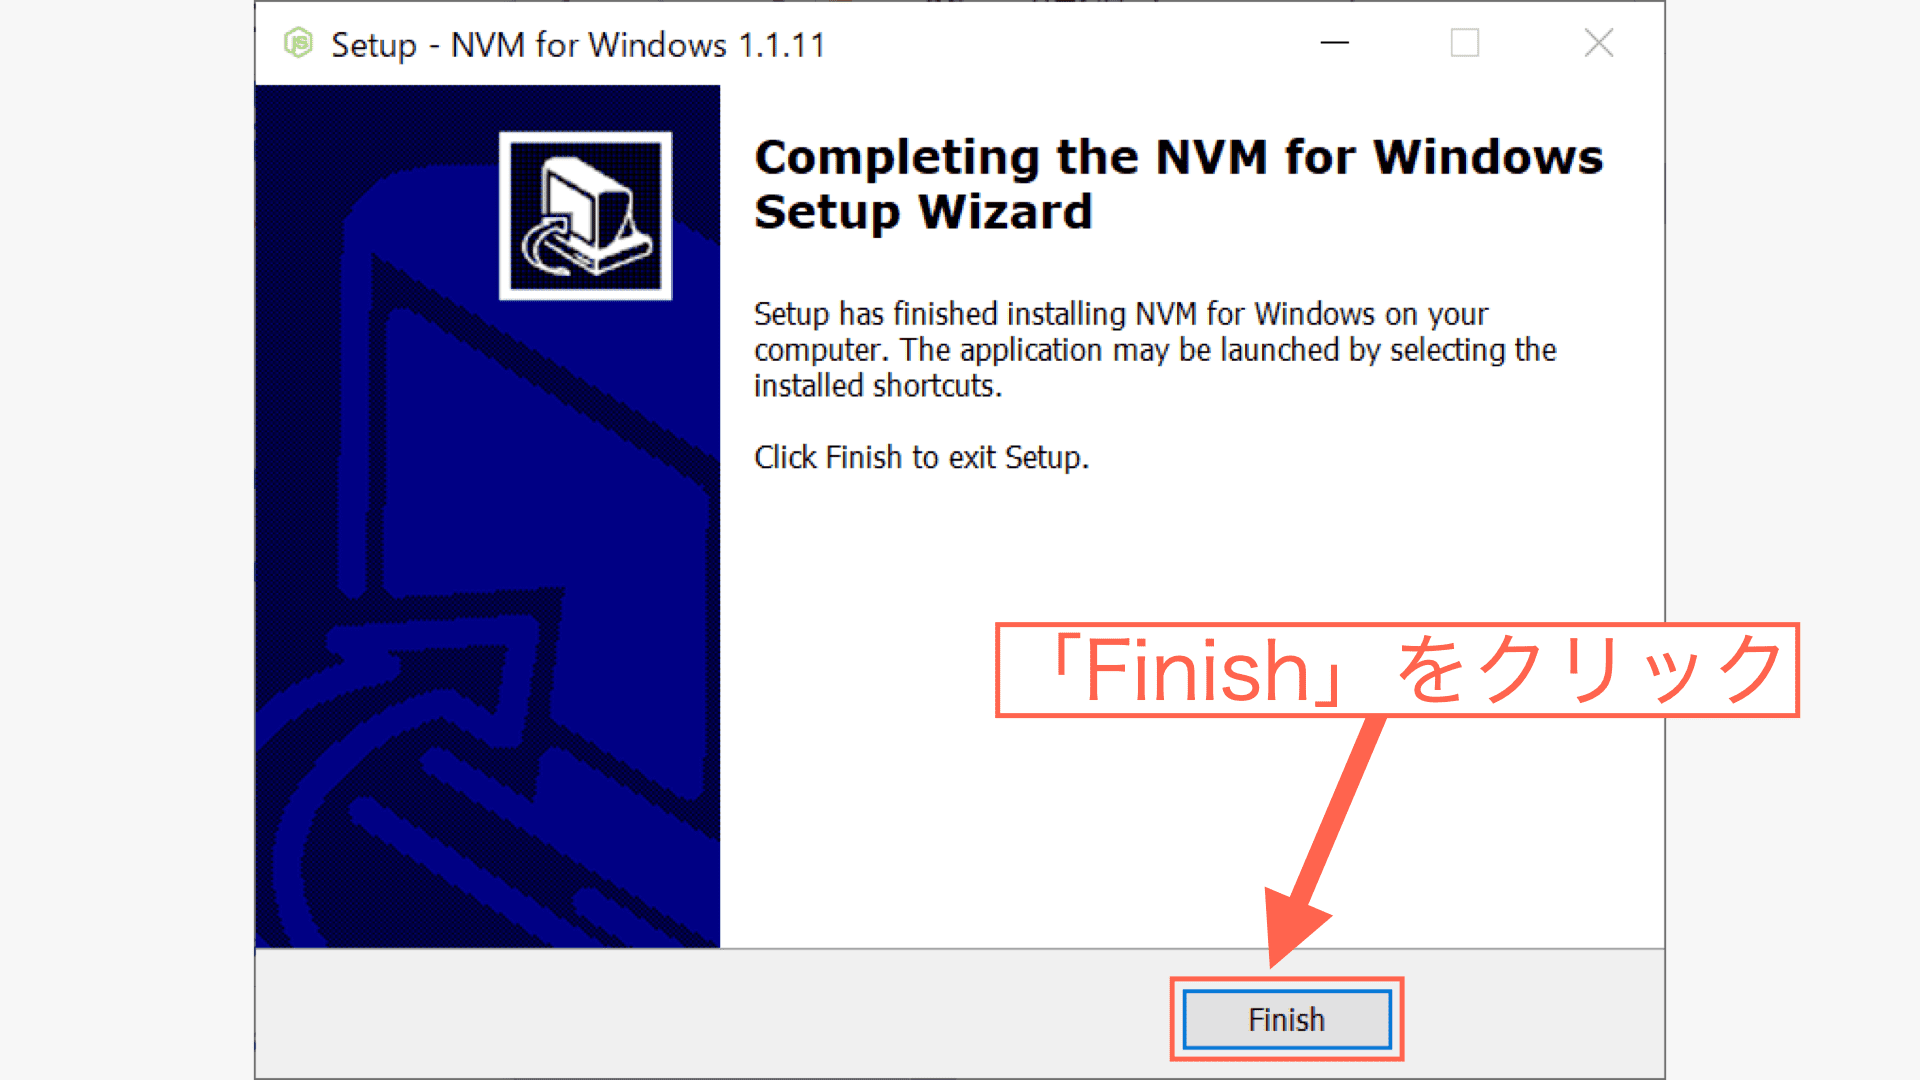 Setup - NVM for Windows 1.1.11
Completing the NVM for Windows
Setup Wizard
Setup has finished installing NVM for Windows on your
computer. The application may be launched by selecting the
installed shortcuts.
Click Finish to exit Setup.
「Finish」をクリック
Finish